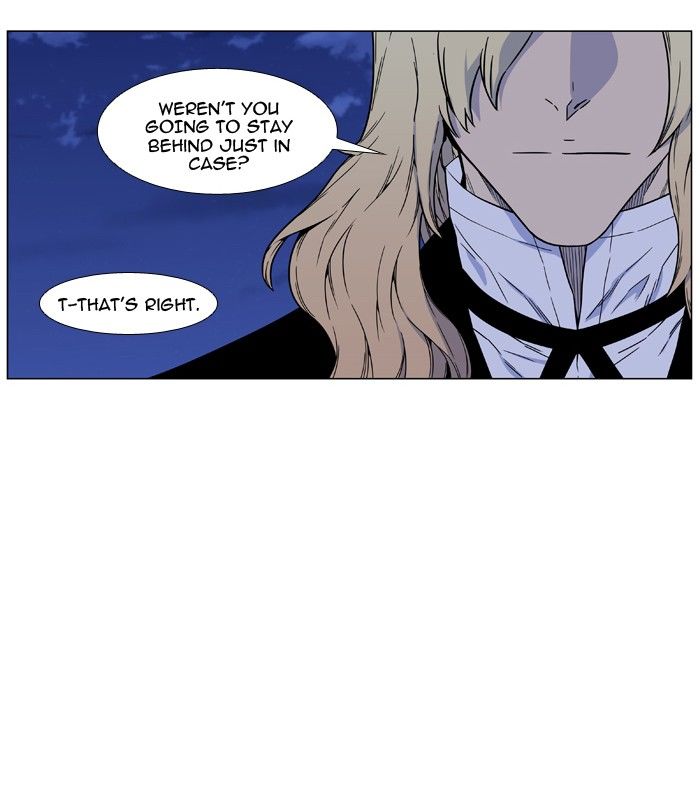 WEREN'T YOU
GOING TO STAY
BEHIND JUST IN
CASE?
T-THAT'S RIGHT.